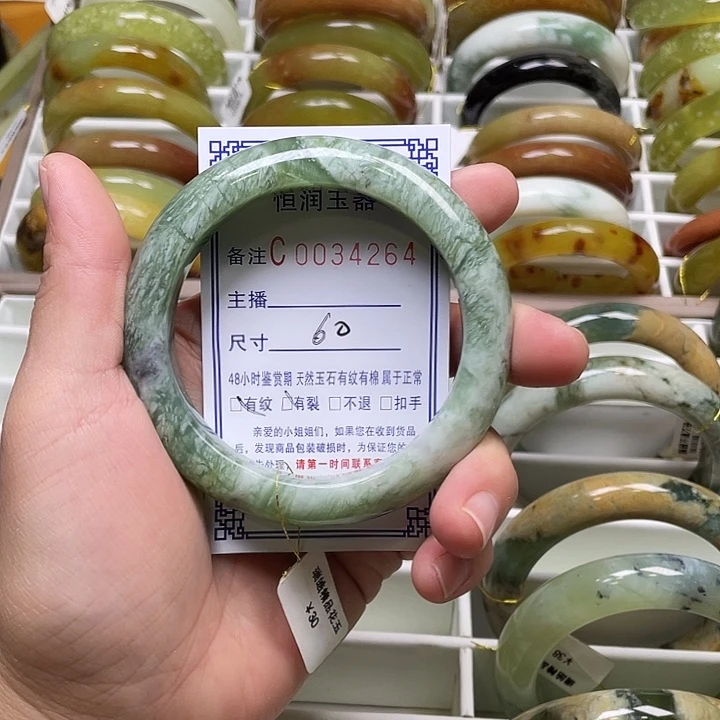 恒润玉器
备注C0034264
主播
尺寸 60
48小时鉴赏期 天然玉石有纹有棉 属于正常
□有纹 □有裂 □不退 □扣手
亲爱的小姐姐们，如果您在收到货品
后，发现商品包装破损时，为保证您的
请第一时间联系